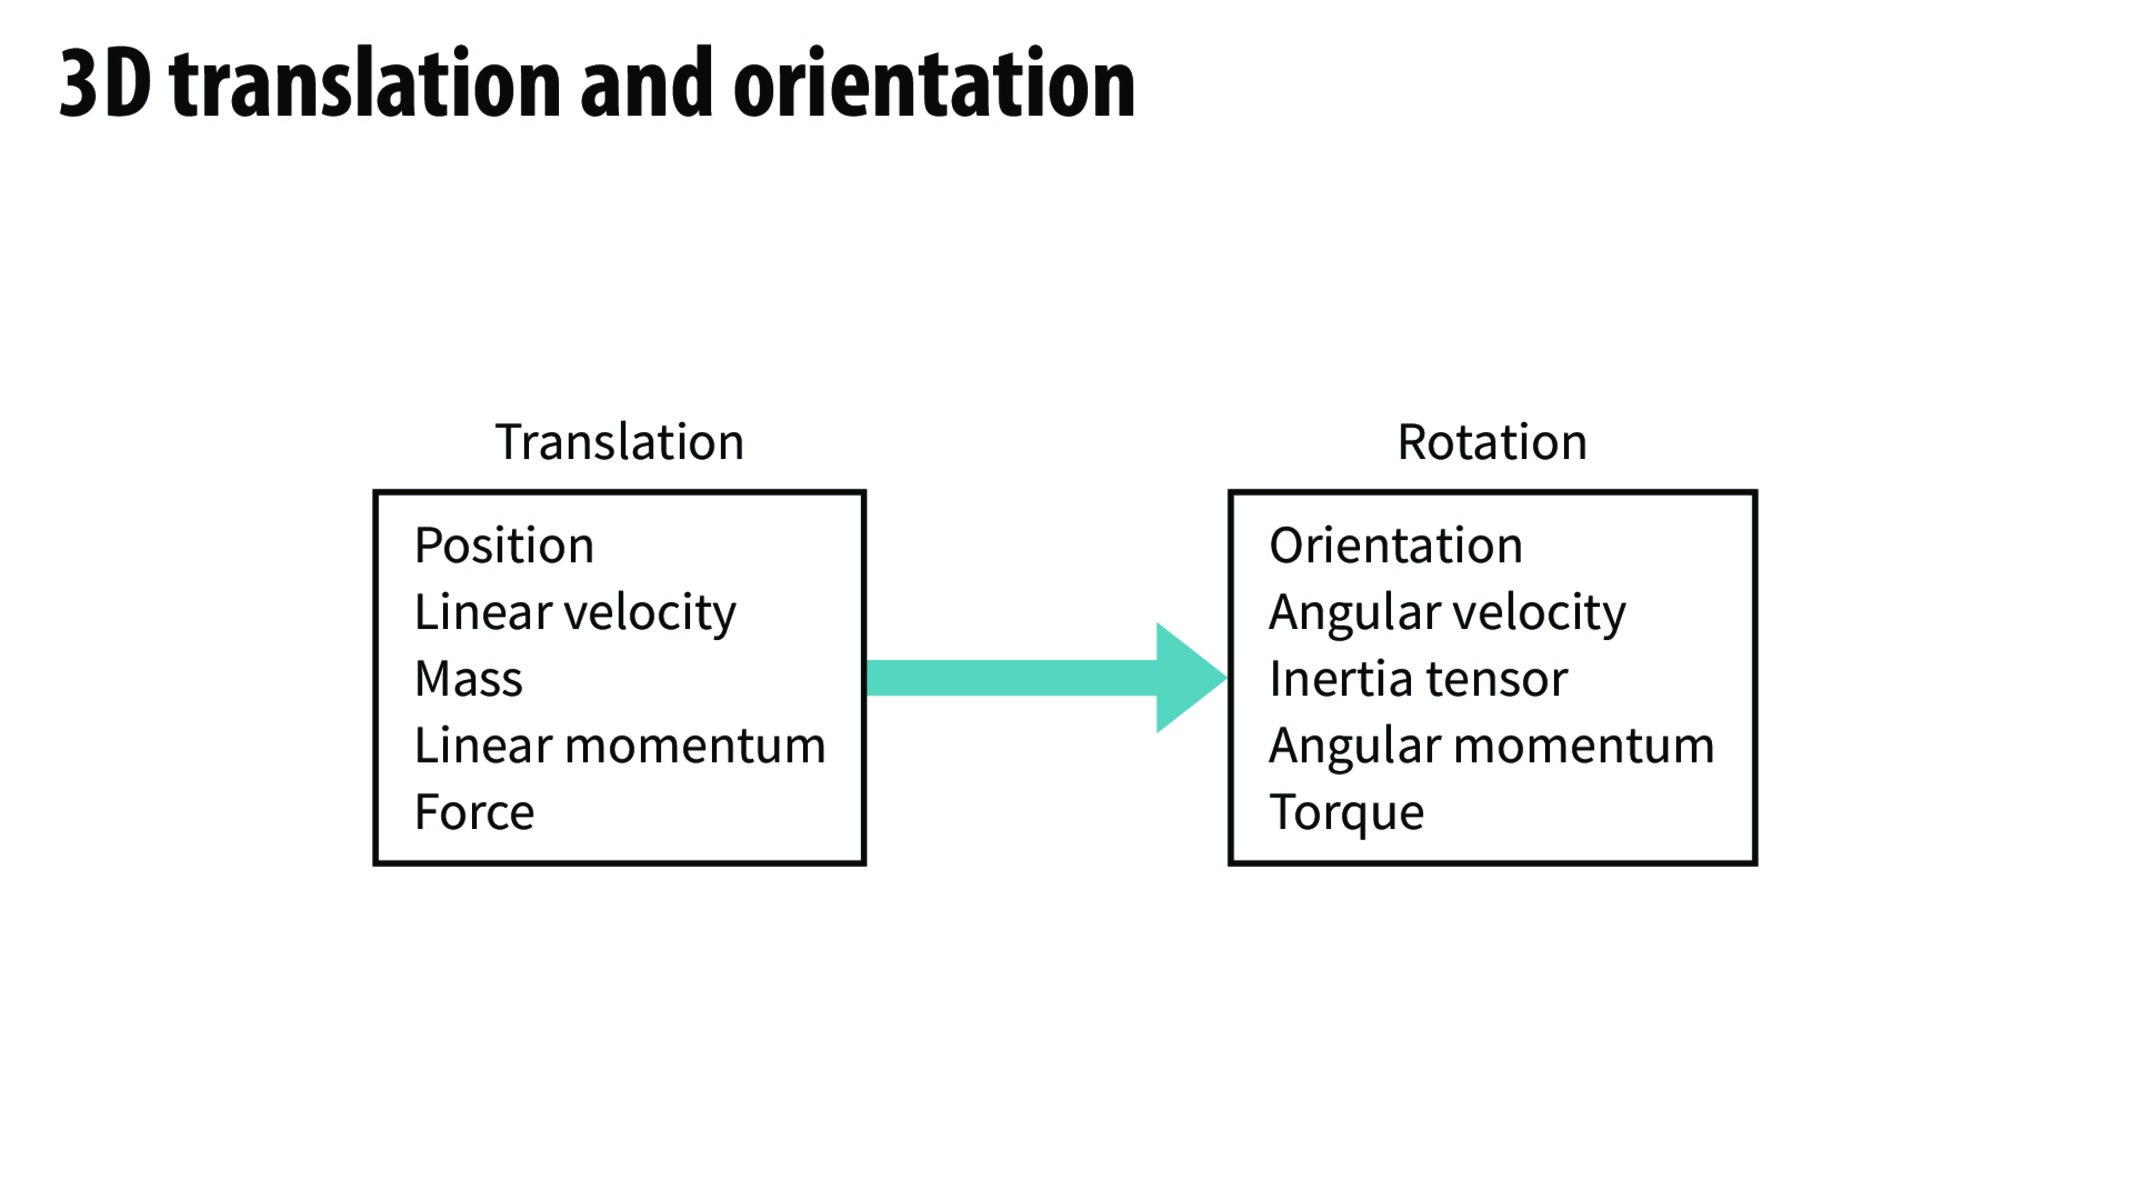 3D translation and orientation
Translation
Position
Linear velocity
Mass
Linear momentum
Force
Rotation
Orientation
Angular velocity
Inertia tensor
Angular momentum
Torque